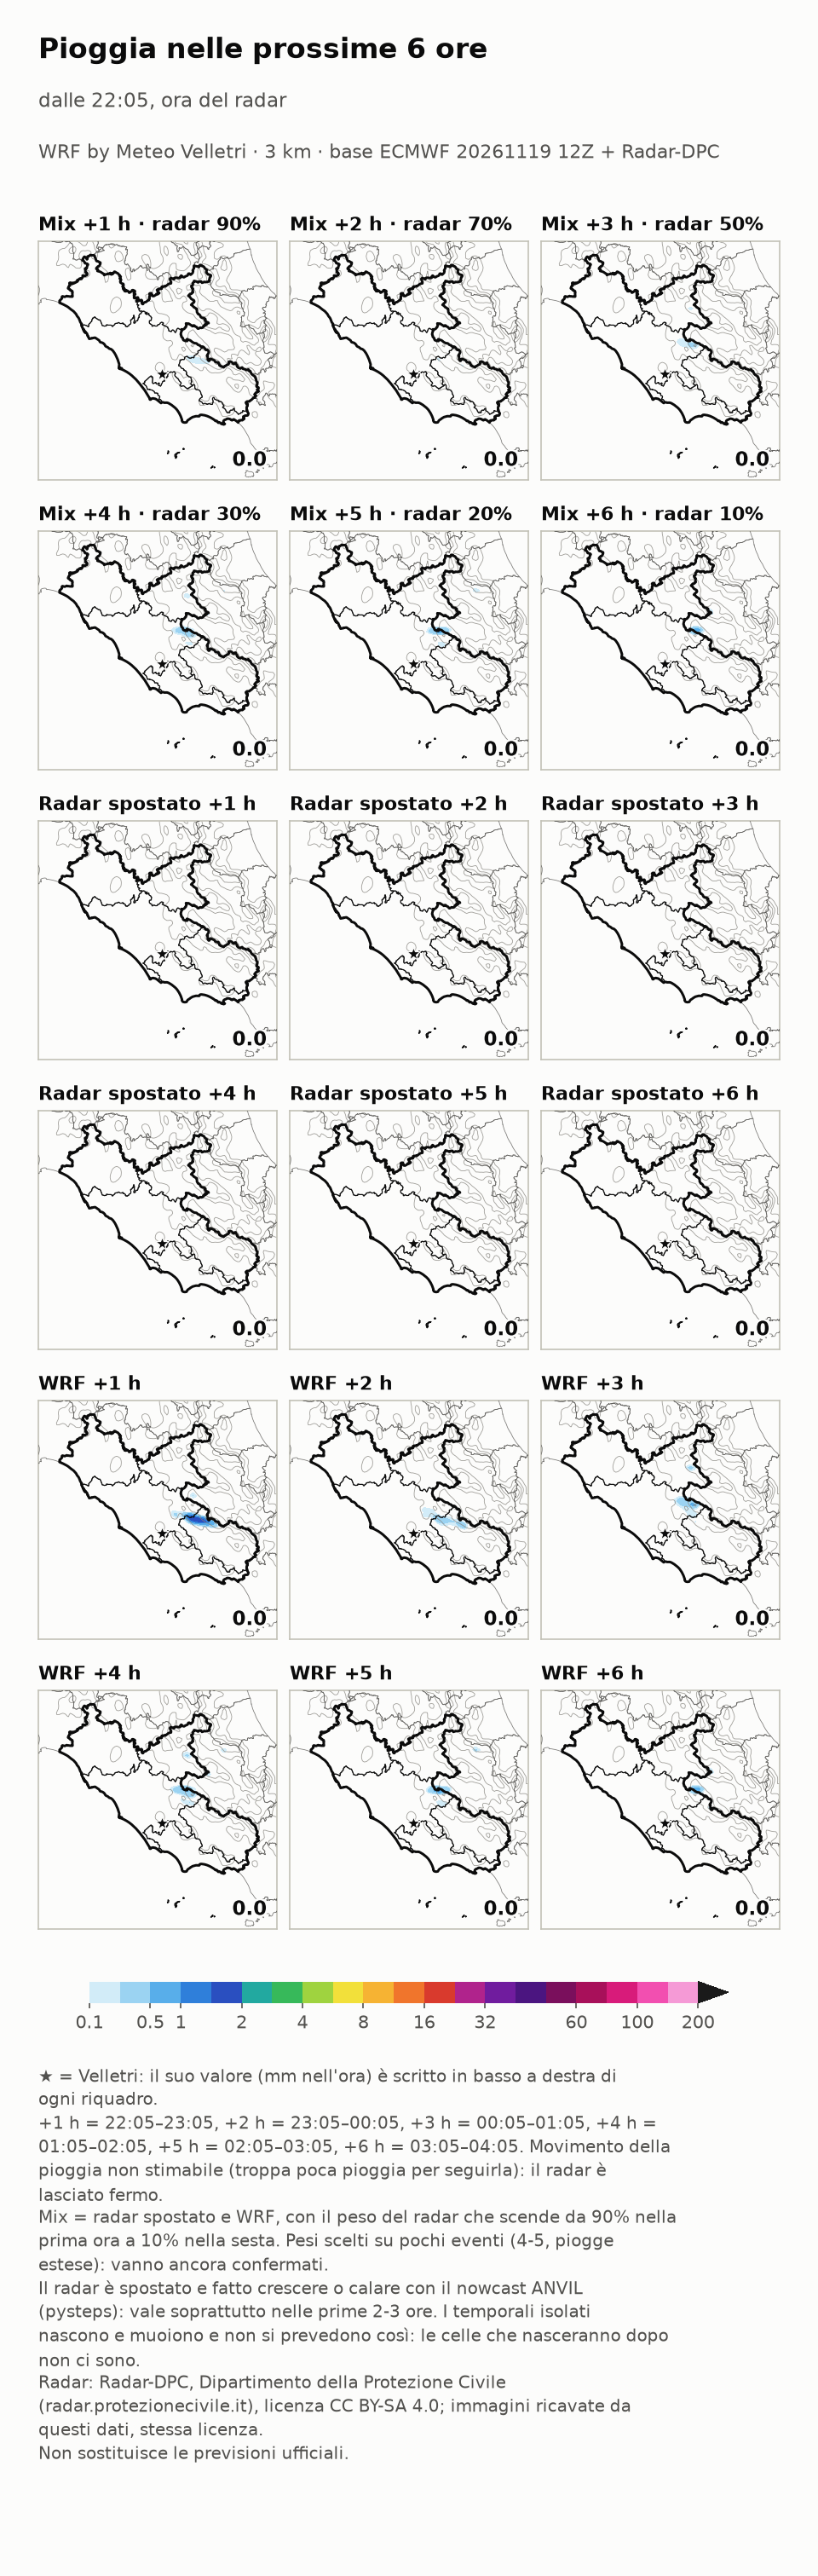 Pioggia nelle prossime 6 ore
dalle 22:05, ora del radar
WRF by Meteo Velletri · 3 km · base ECMWF 20261119 12Z + Radar-DPC
Mix +1 h · radar 90%
Mix +2 h · radar 70%
Mix +3 h · radar 50%
0.0
0.0
0.0
Mix +4 h · radar 30%
Mix +5 h · radar 20%
Mix +6 h · radar 10%
0.0
0.0
0.0
Radar spostato +1 h
Radar spostato +2 h
Radar spostato +3 h
0.0
0.0
0.0
Radar spostato +4 h
Radar spostato +5 h
Radar spostato +6 h
0.0
0.0
0.0
WRF +1 h
WRF +2 h
WRF +3 h
0.0
0.0
0.0
WRF +4 h
WRF +5 h
WRF +6 h
0.0
0.0
0.0
0.1 0.5 1 2 4 8 16 32 60 100 200
★ = Velletri: il suo valore (mm nell'ora) è scritto in basso a destra di
ogni riquadro.
+1 h = 22:05–23:05, +2 h = 23:05–00:05, +3 h = 00:05–01:05, +4 h =
01:05–02:05, +5 h = 02:05–03:05, +6 h = 03:05–04:05. Movimento della
pioggia non stimabile (troppa poca pioggia per seguirla): il radar è
lasciato fermo.
Mix = radar spostato e WRF, con il peso del radar che scende da 90% nella
prima ora a 10% nella sesta. Pesi scelti su pochi eventi (4-5, piogge
estese): vanno ancora confermati.
Il radar è spostato e fatto crescere o calare con il nowcast ANVIL
(pysteps): vale soprattutto nelle prime 2-3 ore. I temporali isolati
nascono e muoiono e non si prevedono così: le celle che nasceranno dopo
non ci sono.
Radar: Radar-DPC, Dipartimento della Protezione Civile
(radar.protezionecivile.it), licenza CC BY-SA 4.0; immagini ricavate da
questi dati, stessa licenza.
Non sostituisce le previsioni ufficiali.